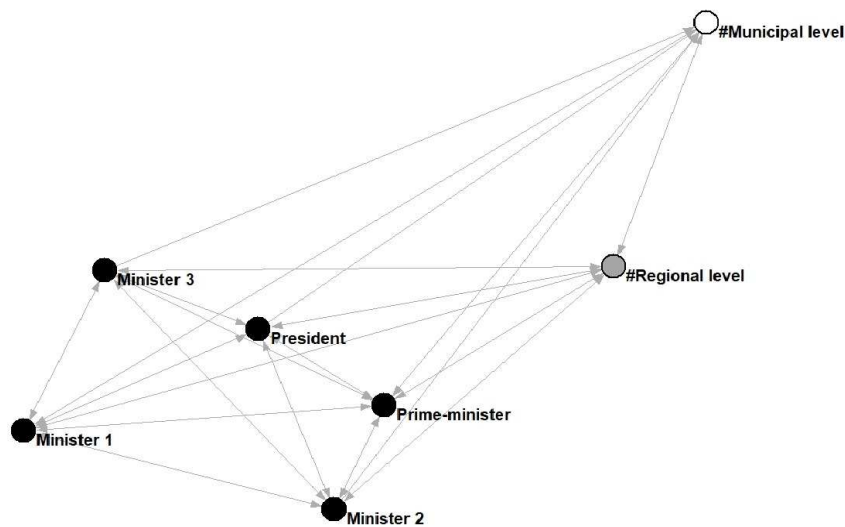 #Municipal level
#Regional level
Minister 3
President
Prime-minister
Minister 1
Minister 2